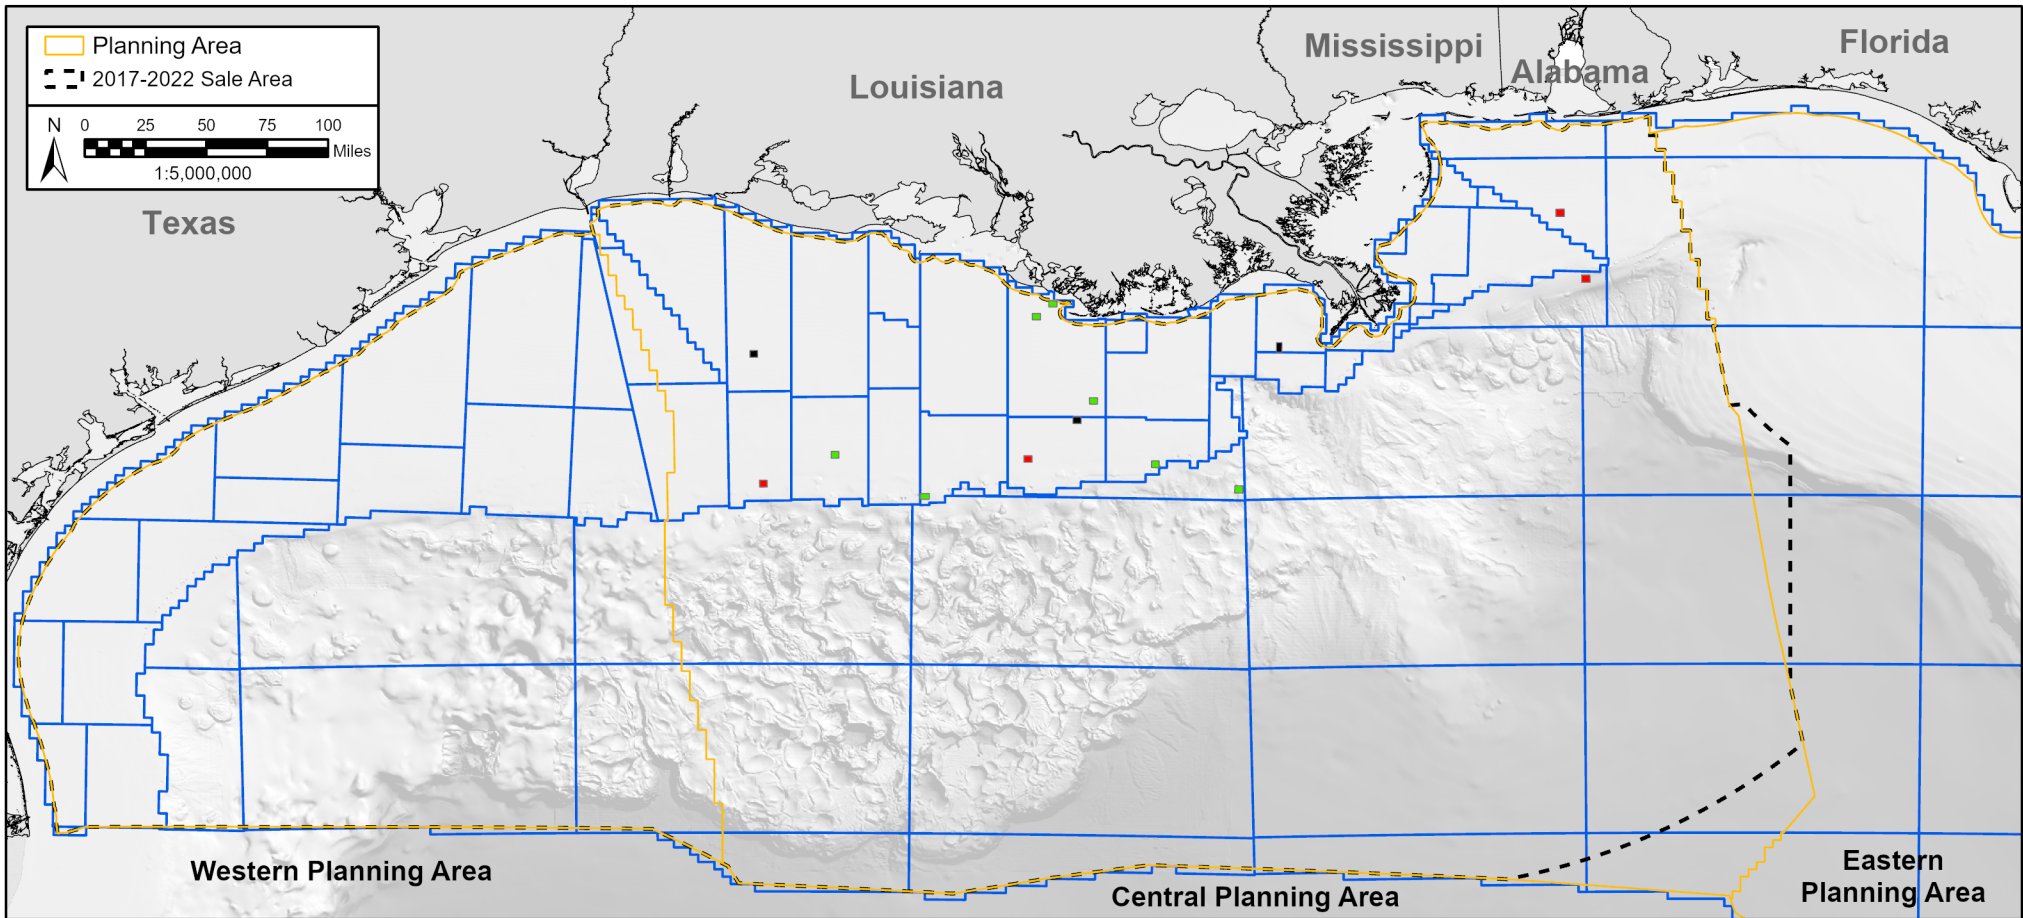 Planning Area
2017-2022 Sale Area
N
0 25 50 75 100
Miles
1:5,000,000
Texas
Louisiana
Mississippi
Alabama
Florida
Western Planning Area
Central Planning Area
Eastern
Planning Area